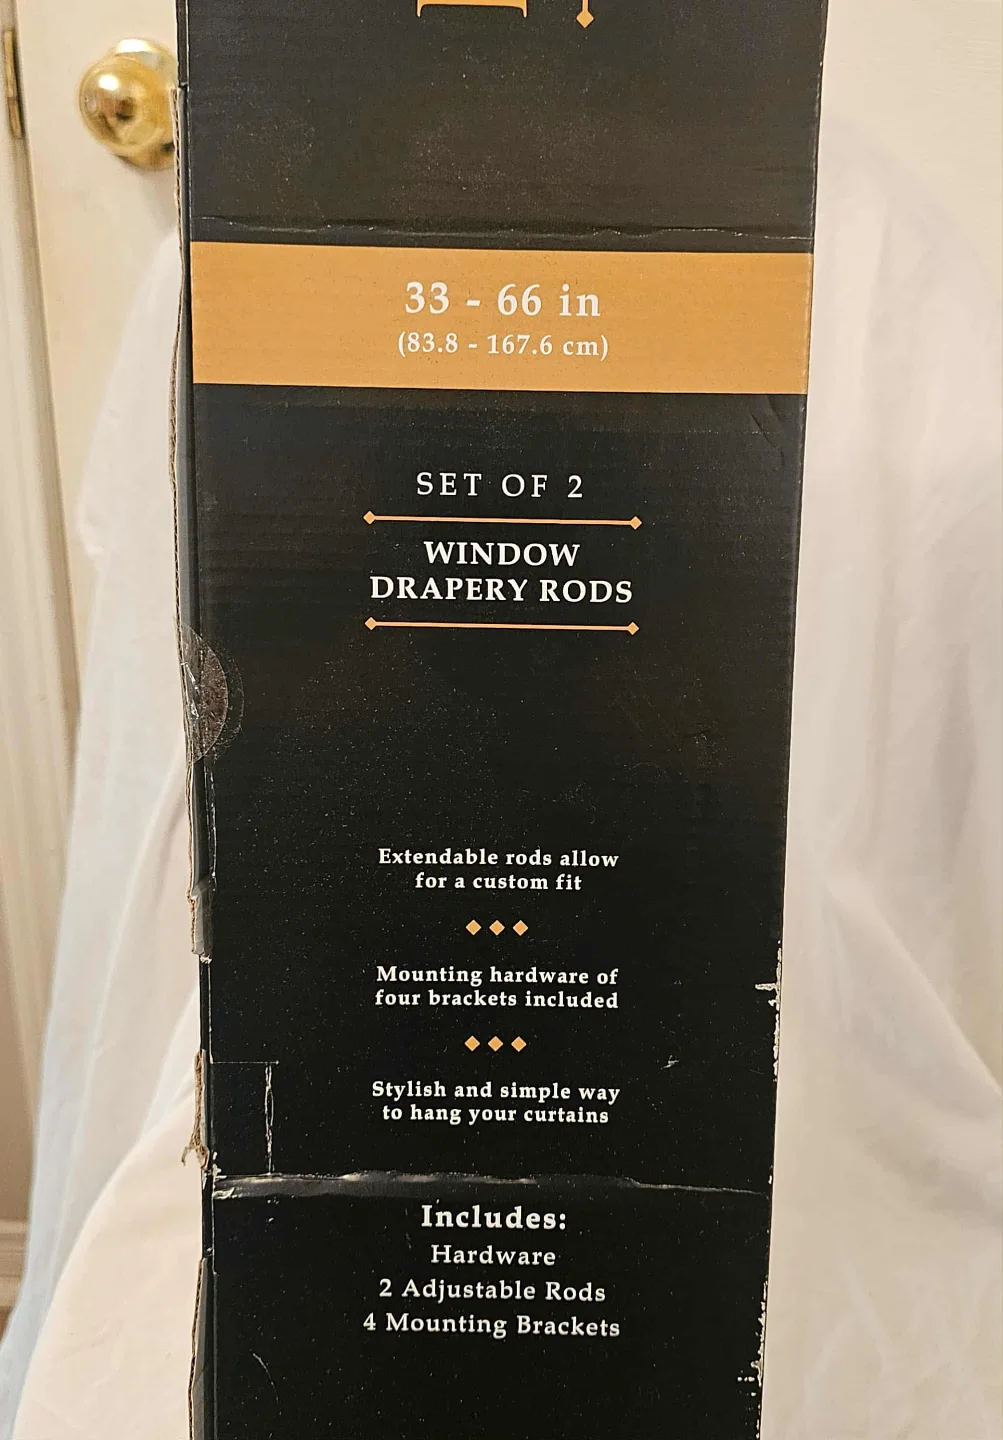 33 - 66 in
(83.8 - 167.6 cm)
SET OF 2
WINDOW
DRAPERY RODS
Extendable rods allow
for a custom fit
Mounting hardware of
four brackets included
Stylish and simple way
to hang your curtains
Includes:
Hardware
2 Adjustable Rods
4 Mounting Brackets